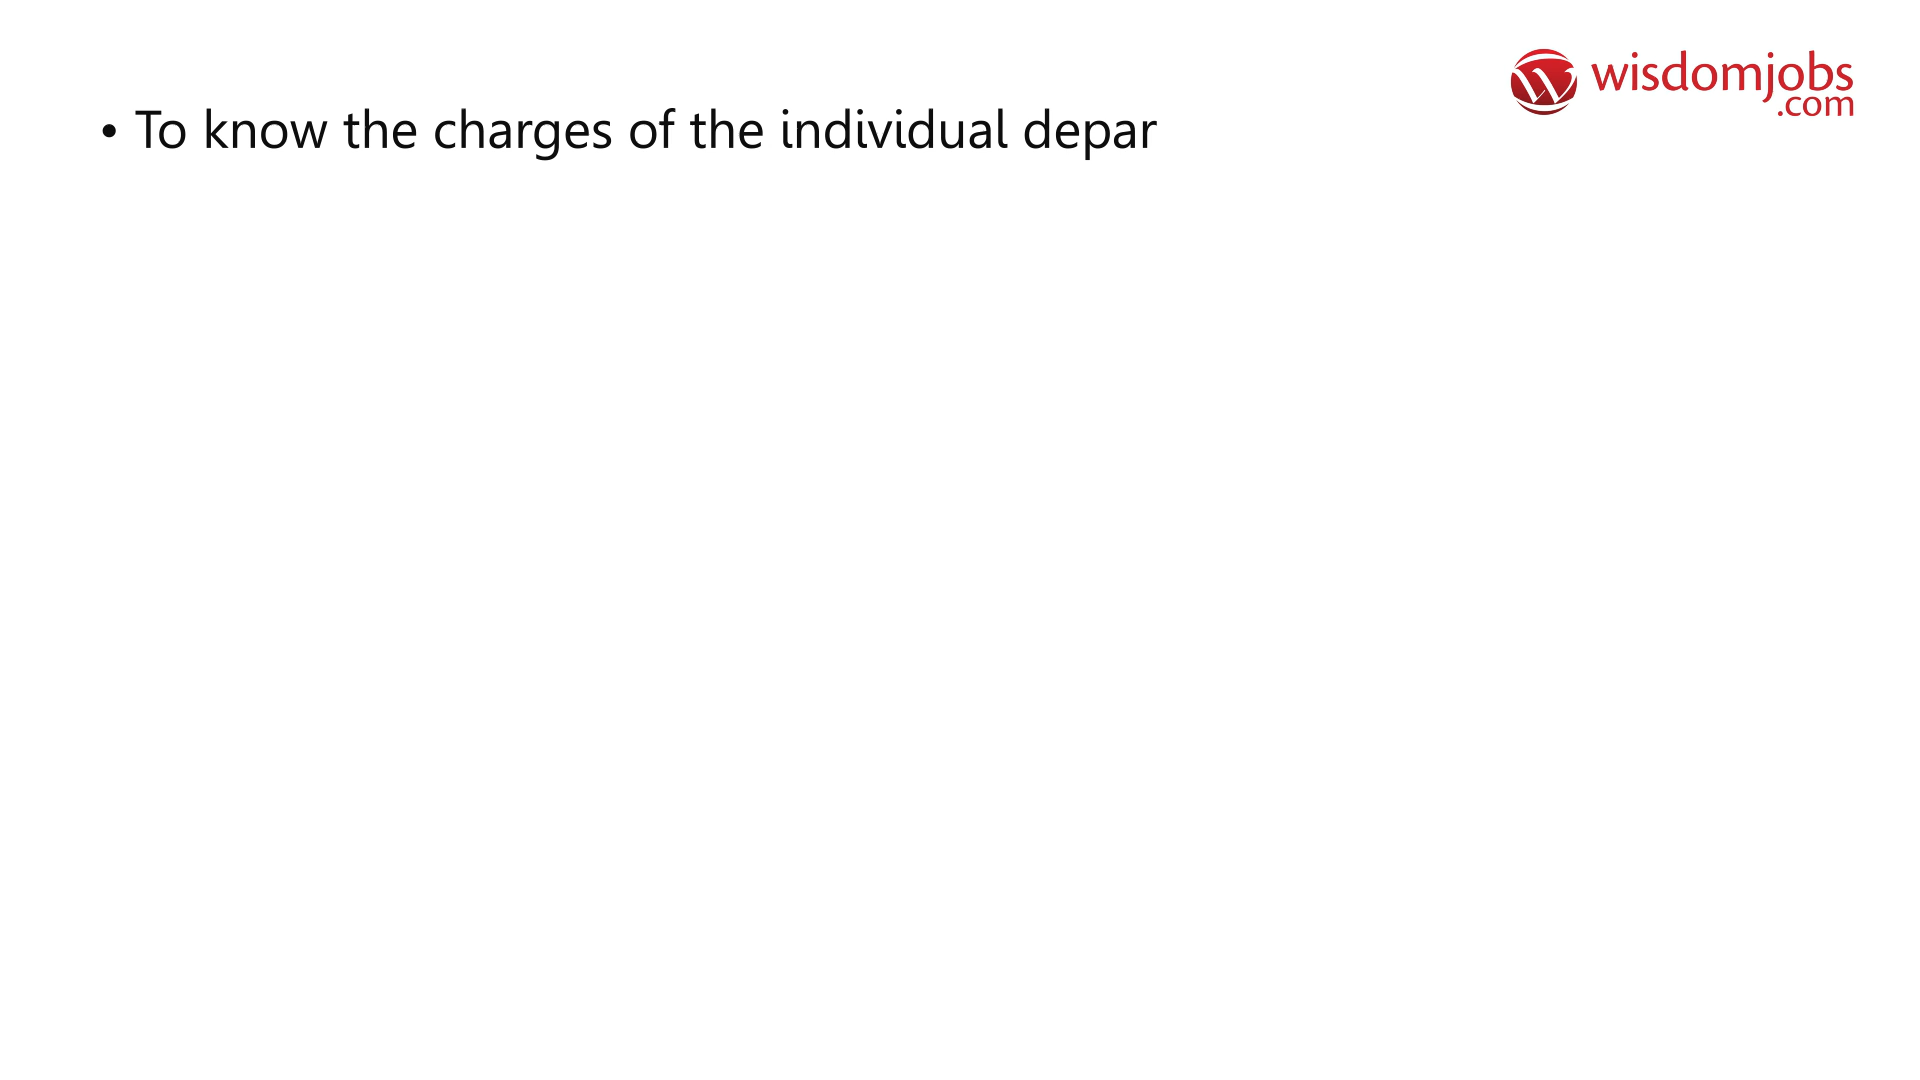 wisdomjobs
.com
• To know the charges of the individual depar